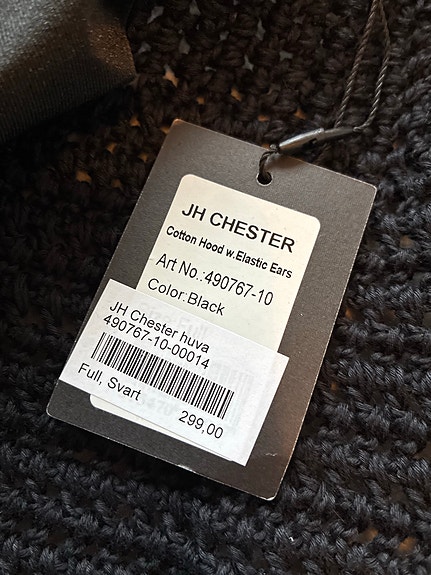 JH CHESTER
Cotton Hood w.Elastic Ears
Art No.:490767-10
Color:Black
JH Chester huva
490767-10-00014
Full, Svart
299,00